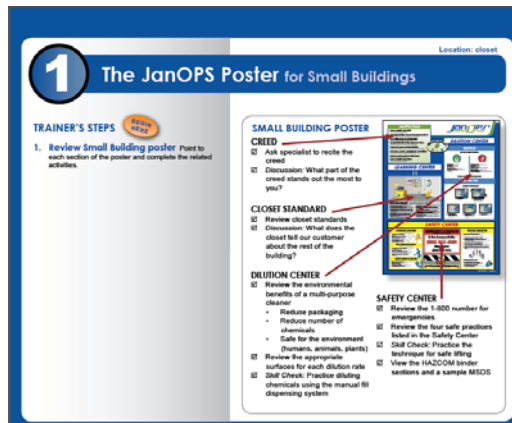 Location: closet
1
The JanOPS Poster for Small Buildings
TRAINER'S STEPS
BEGIN
HERE
1. Review Small Building poster Point to
each section of the poster and complete the related
activities.
SMALL BUILDING POSTER
CREED
☑ Ask specialist to recite the
creed
☑ Discussion: What part of the
creed stands out the most to
you?
CLOSET STANDARD
☑ Review closet standards
☑ Discussion: What does the
closet tell our customer
about the rest of the
building?
DILUTION CENTER
☑ Review the environmental
benefits of a multi-purpose
cleaner
• Reduce packaging
• Reduce number of
chemicals
• Safe for the environment
(humans, animals, plants)
☑ Review the appropriate
surfaces for each dilution rate
☑ Skill Check: Practice diluting
chemicals using the manual fill
dispensing system
JanOPS
DILUTION CENTER
LEARNING CENTER
SAFETY CENTER
SAFETY CENTER
☑ Review the 1-800 number for
emergencies
☑ Review the four safe practices
listed in the Safety Center
☑ Skill Check: Practice the
technique for safe lifting
☑ View the HAZCOM binder
sections and a sample MSDS